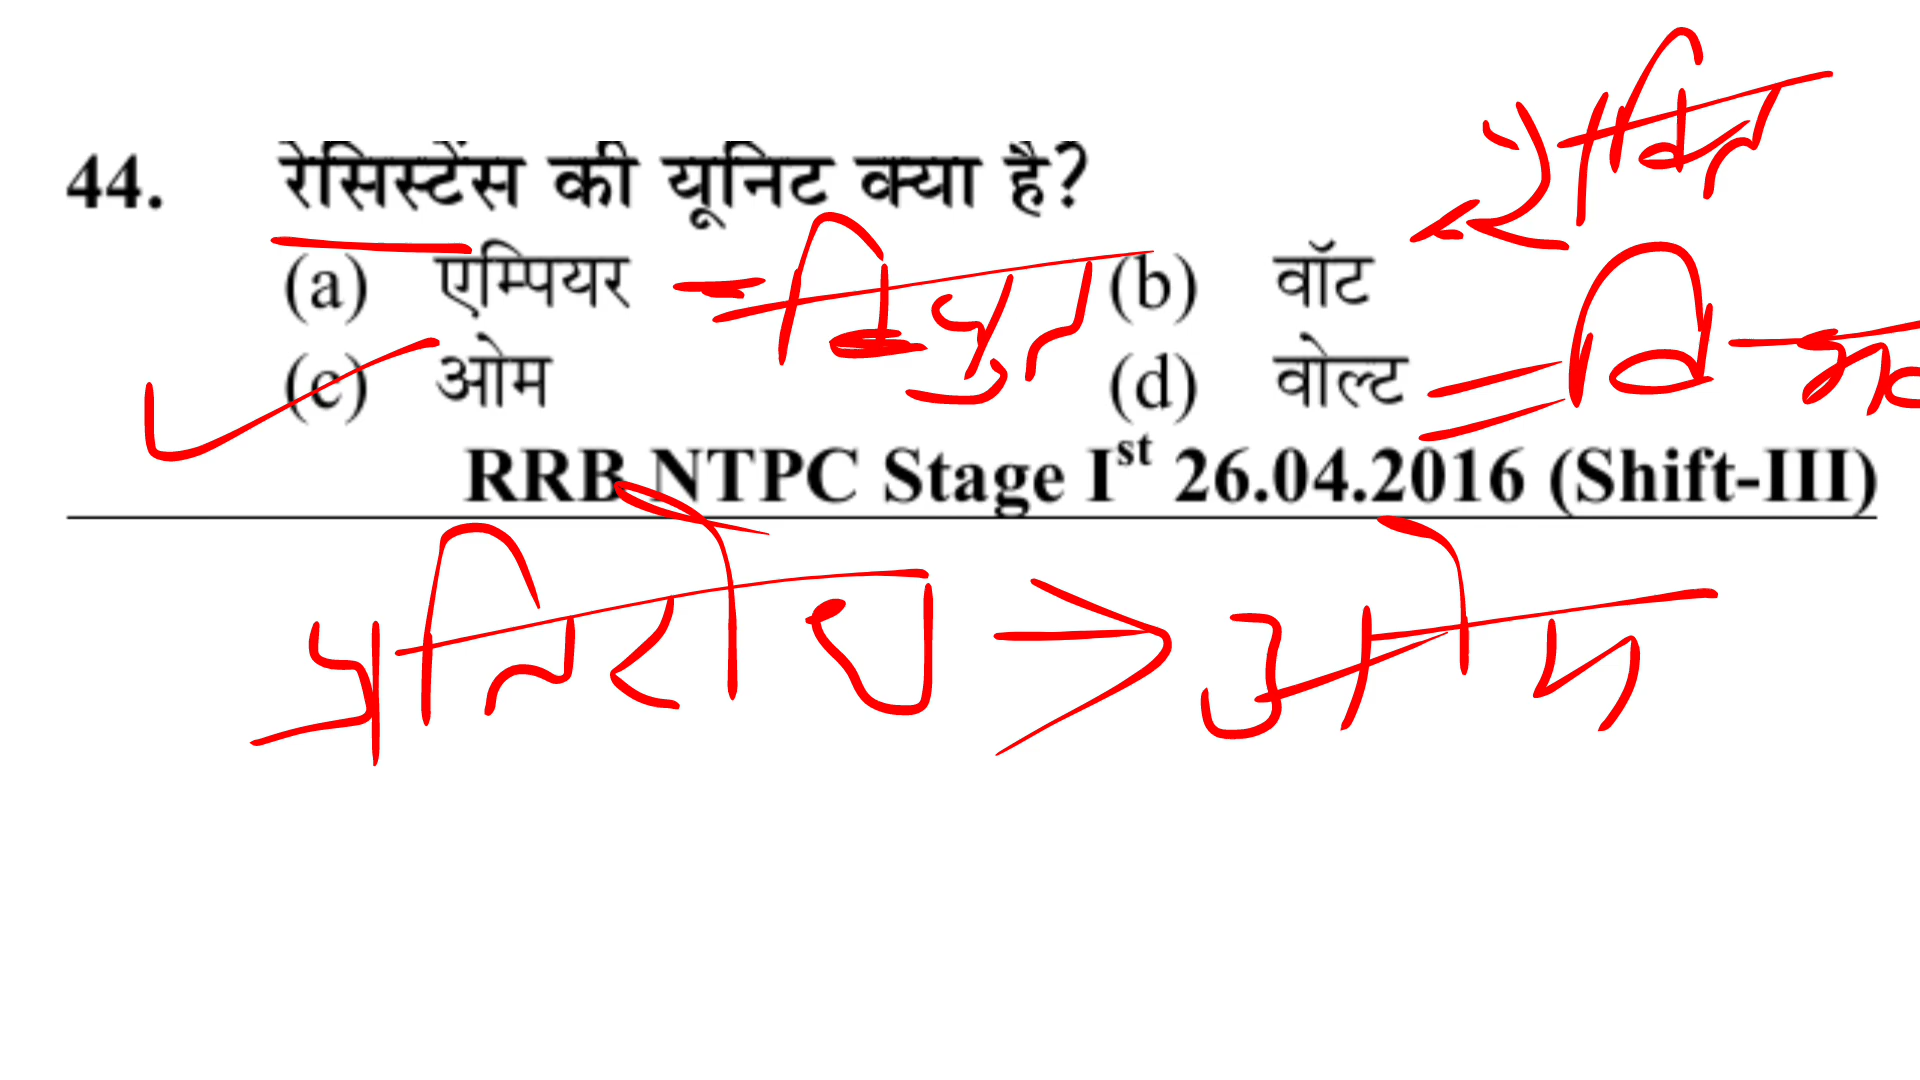 शक्ति
44. रेसिस्टेंस की यूनिट क्या है?
(a) एम्पियर = विद्युत (b) वॉट
(c) ओम (d) वोल्ट = वि
RRB NTPC Stage Ist 26.04.2016 (Shift-III)
प्रतिरोध → ओम